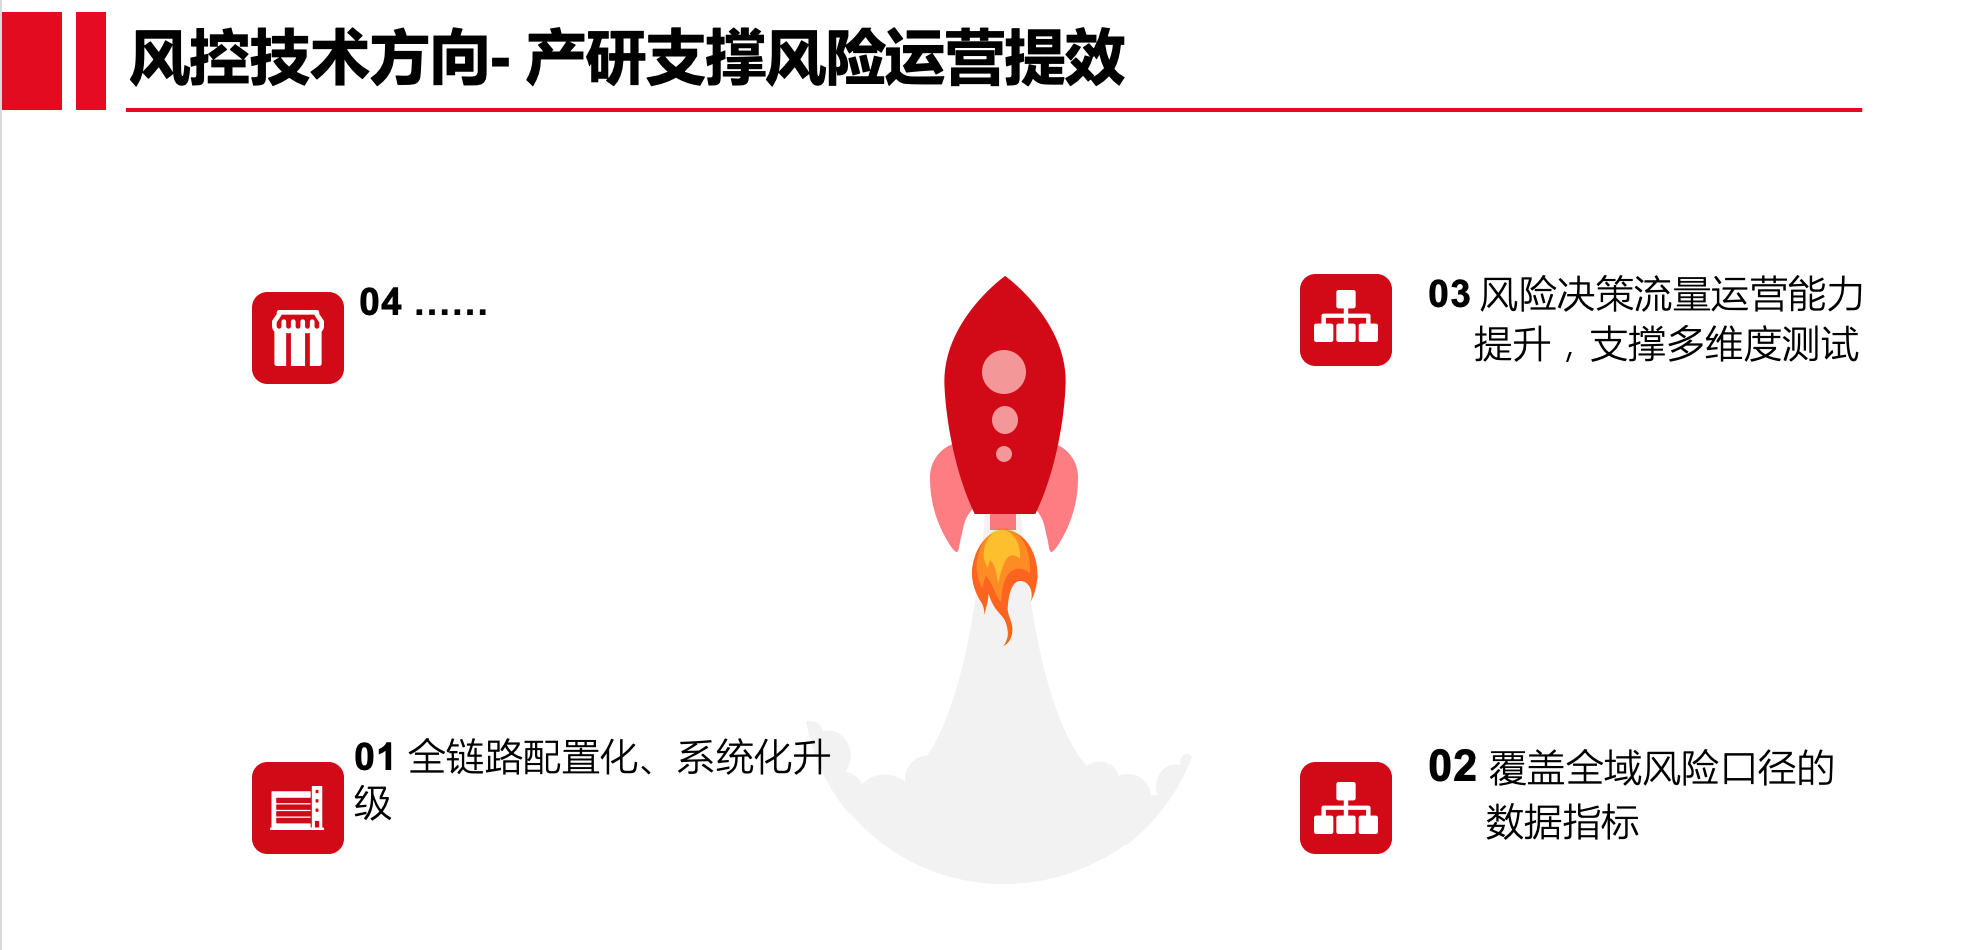 风控技术方向- 产研支撑风险运营提效
04 ......
03 风险决策流量运营能力
提升，支撑多维度测试
01 全链路配置化、系统化升
级
02 覆盖全域风险口径的
数据指标